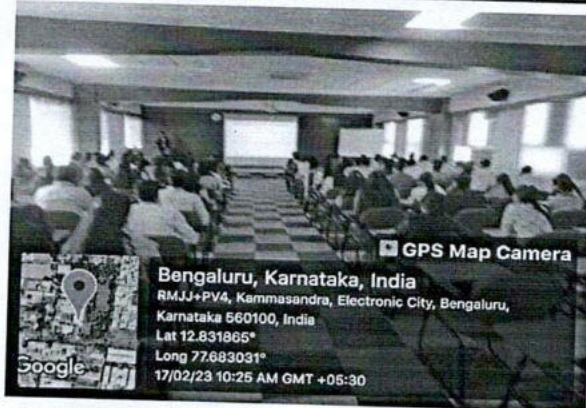 GPS Map Camera
Bengaluru, Karnataka, India
RMJJ+PV4, Kammasandra, Electronic City, Bengaluru,
Karnataka 560100, India
Lat 12.831865°
Long 77.683031°
17/02/23 10:25 AM GMT +05:30
Google